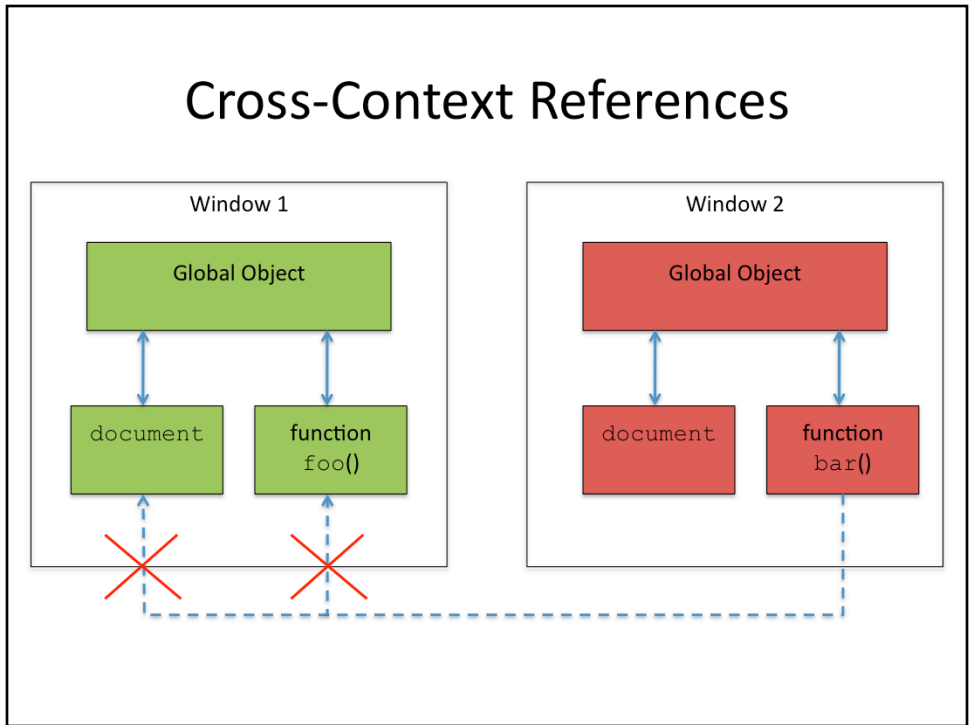 Cross-Context References
Window 1
Global Object
document
function
foo()
Window 2
Global Object
document
function
bar()